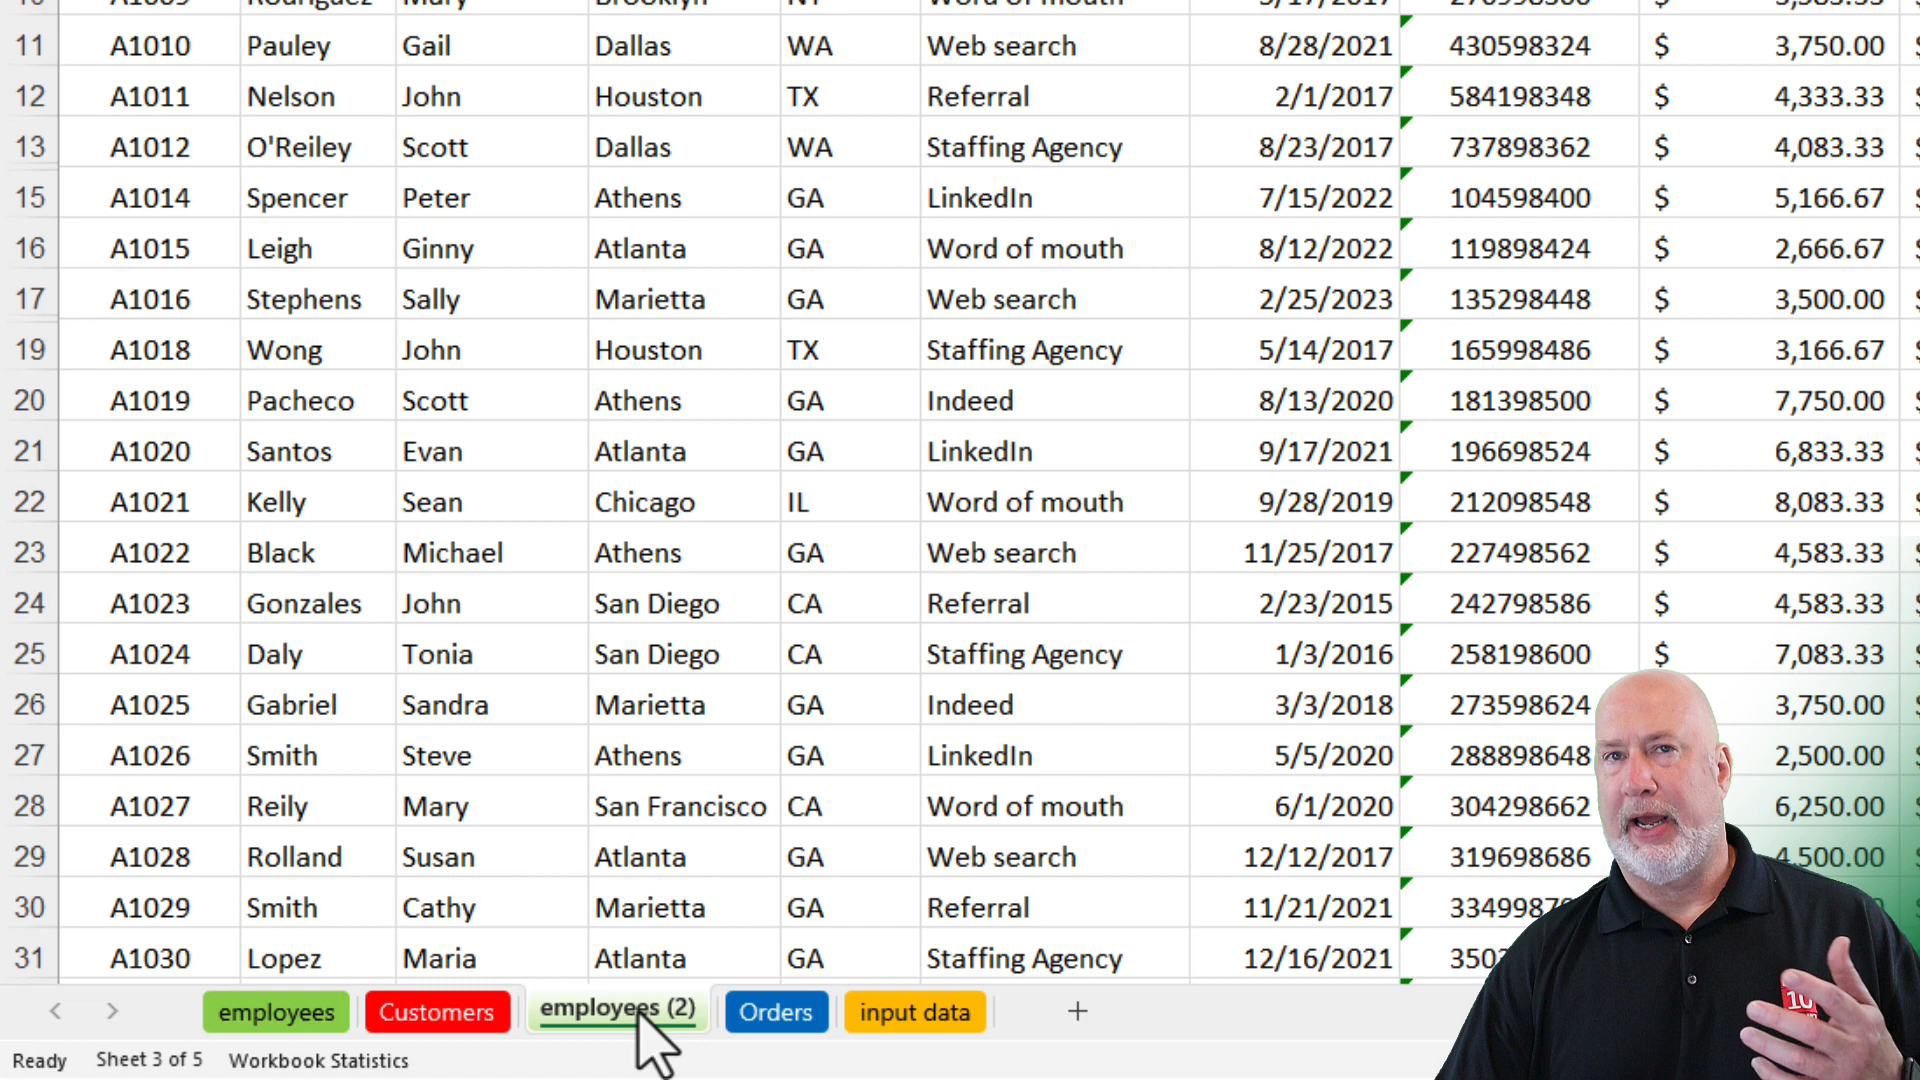 11 A1010 Pauley Gail Dallas WA Web search 8/28/2021 430598324 $ 3,750.00
12 A1011 Nelson John Houston TX Referral 2/1/2017 584198348 $ 4,333.33
13 A1012 O'Reiley Scott Dallas WA Staffing Agency 8/23/2017 737898362 $ 4,083.33
15 A1014 Spencer Peter Athens GA LinkedIn 7/15/2022 104598400 $ 5,166.67
16 A1015 Leigh Ginny Atlanta GA Word of mouth 8/12/2022 119898424 $ 2,666.67
17 A1016 Stephens Sally Marietta GA Web search 2/25/2023 135298448 $ 3,500.00
19 A1018 Wong John Houston TX Staffing Agency 5/14/2017 165998486 $ 3,166.67
20 A1019 Pacheco Scott Athens GA Indeed 8/13/2020 181398500 $ 7,750.00
21 A1020 Santos Evan Atlanta GA LinkedIn 9/17/2021 196698524 $ 6,833.33
22 A1021 Kelly Sean Chicago IL Word of mouth 9/28/2019 212098548 $ 8,083.33
23 A1022 Black Michael Athens GA Web search 11/25/2017 227498562 $ 4,583.33
24 A1023 Gonzales John San Diego CA Referral 2/23/2015 242798586 $ 4,583.33
25 A1024 Daly Tonia San Diego CA Staffing Agency 1/3/2016 258198600 $ 7,083.33
26 A1025 Gabriel Sandra Marietta GA Indeed 3/3/2018 273598624 3,750.00
27 A1026 Smith Steve Athens GA LinkedIn 5/5/2020 288898648 2,500.00
28 A1027 Reily Mary San Francisco CA Word of mouth 6/1/2020 304298662 6,250.00
29 A1028 Rolland Susan Atlanta GA Web search 12/12/2017 319698686 4,500.00
30 A1029 Smith Cathy Marietta GA Referral 11/21/2021
31 A1030 Lopez Maria Atlanta GA Staffing Agency 12/16/2021
employees Customers employees (2) Orders input data +
Ready Sheet 3 of 5 Workbook Statistics